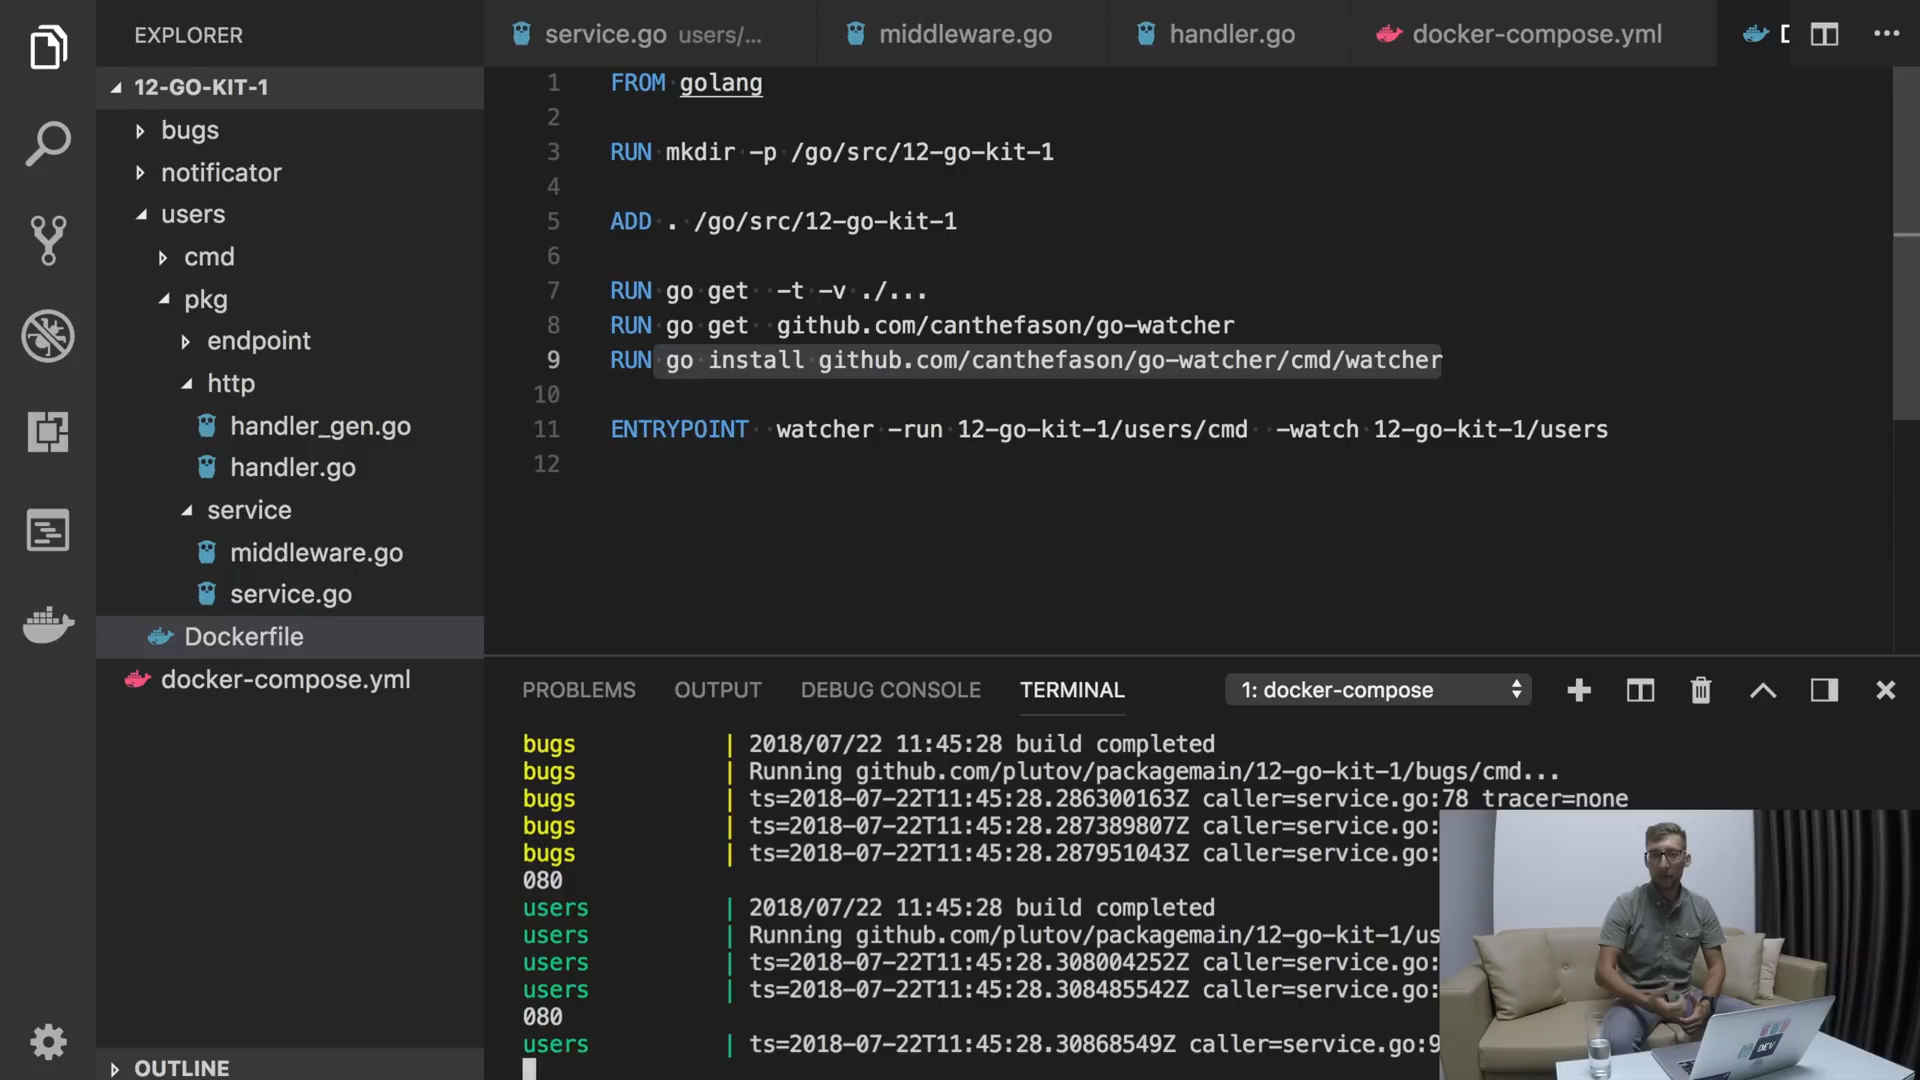 EXPLORER
12-GO-KIT-1
bugs
notificator
users
cmd
pkg
endpoint
http
handler_gen.go
handler.go
service
middleware.go
service.go
Dockerfile
docker-compose.yml
OUTLINE
service.go users/...
middleware.go
handler.go
docker-compose.yml
1 FROM golang
2
3 RUN mkdir -p /go/src/12-go-kit-1
4
5 ADD . /go/src/12-go-kit-1
6
7 RUN go get -t -v ./...
8 RUN go get github.com/canthefason/go-watcher
9 RUN go install github.com/canthefason/go-watcher/cmd/watcher
10
11 ENTRYPOINT watcher -run 12-go-kit-1/users/cmd -watch 12-go-kit-1/users
12
PROBLEMS OUTPUT DEBUG CONSOLE TERMINAL 1: docker-compose
bugs | 2018/07/22 11:45:28 build completed
bugs | Running github.com/plutov/packagemain/12-go-kit-1/bugs/cmd...
bugs | ts=2018-07-22T11:45:28.286300163Z caller=service.go:78 tracer=none
bugs | ts=2018-07-22T11:45:28.287389807Z caller=service.go:
bugs | ts=2018-07-22T11:45:28.287951043Z caller=service.go:
080
users | 2018/07/22 11:45:28 build completed
users | Running github.com/plutov/packagemain/12-go-kit-1/us
users | ts=2018-07-22T11:45:28.308004252Z caller=service.go:
users | ts=2018-07-22T11:45:28.308485542Z caller=service.go:
080
users | ts=2018-07-22T11:45:28.30868549Z caller=service.go:9
DEV